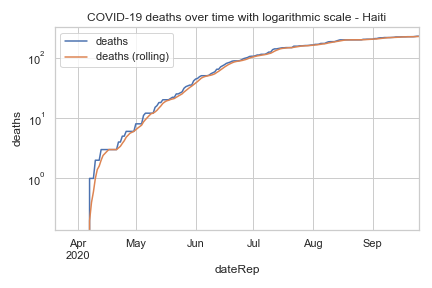 COVID-19 deaths over time with logarithmic scale - Haiti
deaths
deaths (rolling)
10²
10¹
10⁰
deaths
Apr
2020
May
Jun
Jul
Aug
Sep
dateRep